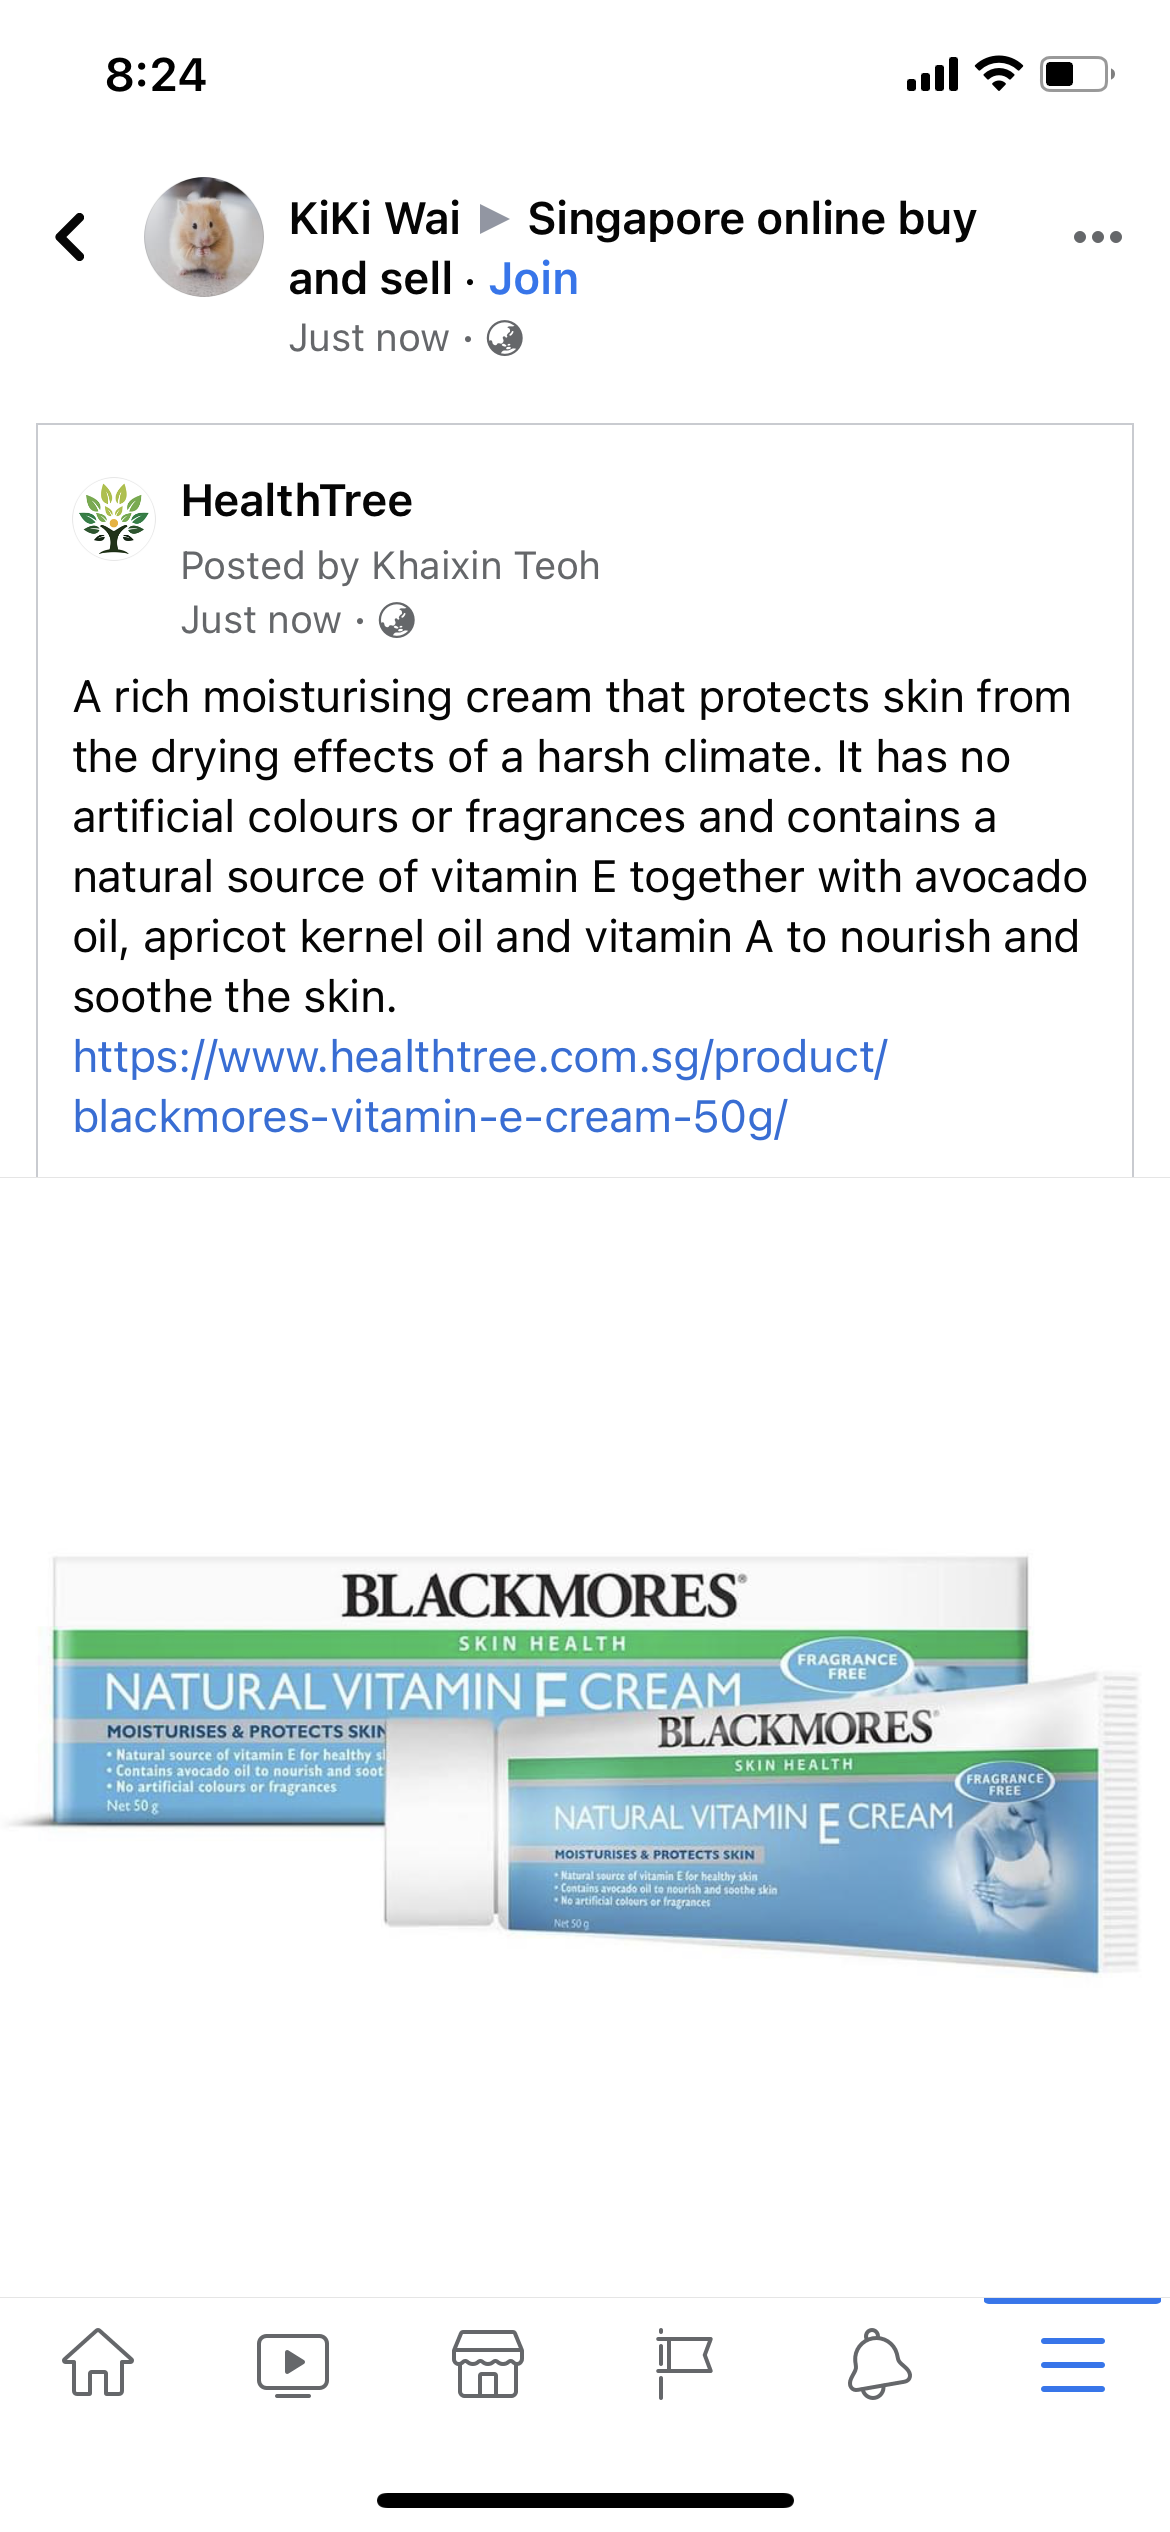 8:24
KiKi Wai ▶ Singapore online buy
and sell · Join
Just now ·
HealthTree
Posted by Khaixin Teoh
Just now ·
A rich moisturising cream that protects skin from
the drying effects of a harsh climate. It has no
artificial colours or fragrances and contains a
natural source of vitamin E together with avocado
oil, apricot kernel oil and vitamin A to nourish and
soothe the skin.
https://www.healthtree.com.sg/product/
blackmores-vitamin-e-cream-50g/
BLACKMORES®
SKIN HEALTH
FRAGRANCE
FREE
NATURAL VITAMIN E CREAM
MOISTURISES & PROTECTS SKIN
• Natural source of vitamin E for healthy s
• Contains avocado oil to nourish and soot
• No artificial colours or fragrances
Net 50 g
BLACKMORES®
SKIN HEALTH
FRAGRANCE
FREE
NATURAL VITAMIN E CREAM
MOISTURISES & PROTECTS SKIN
• Natural source of vitamin E for healthy skin
• Contains avocado oil to nourish and soothe skin
• No artificial colours or fragrances
Net 50 g